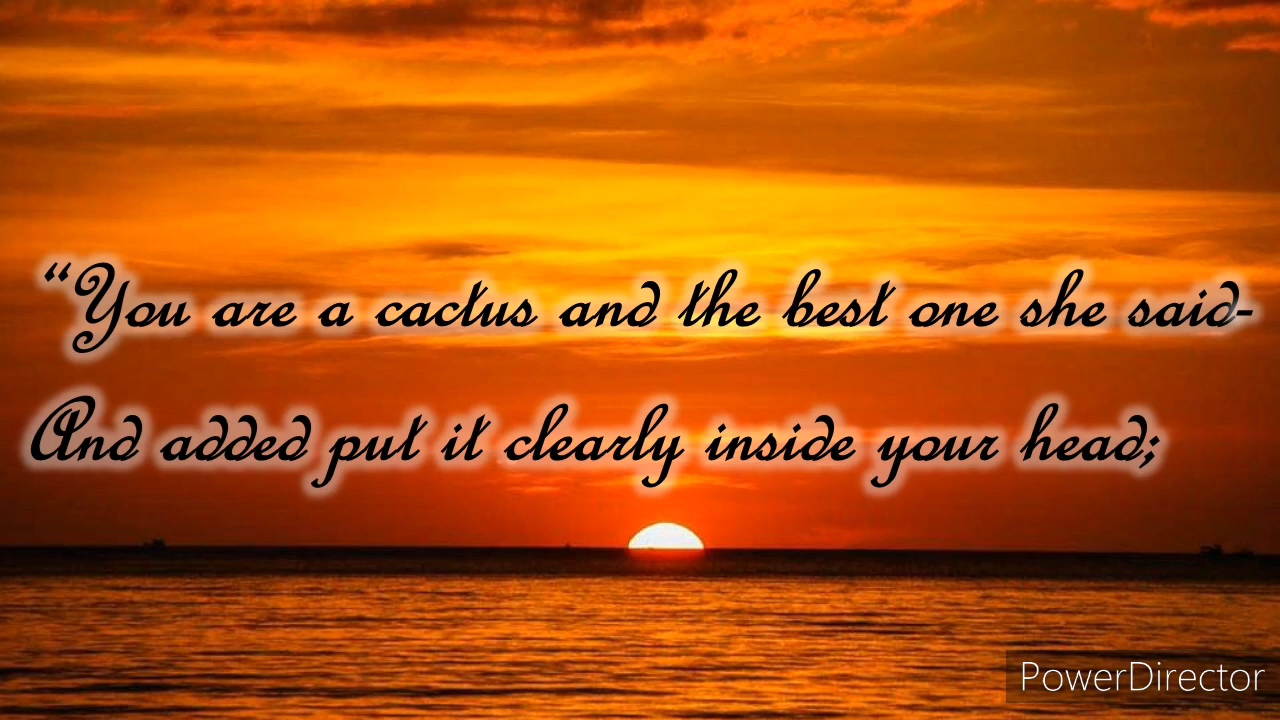 “You are a cactus and the best one she said-
And added put it clearly inside your head;
PowerDirector